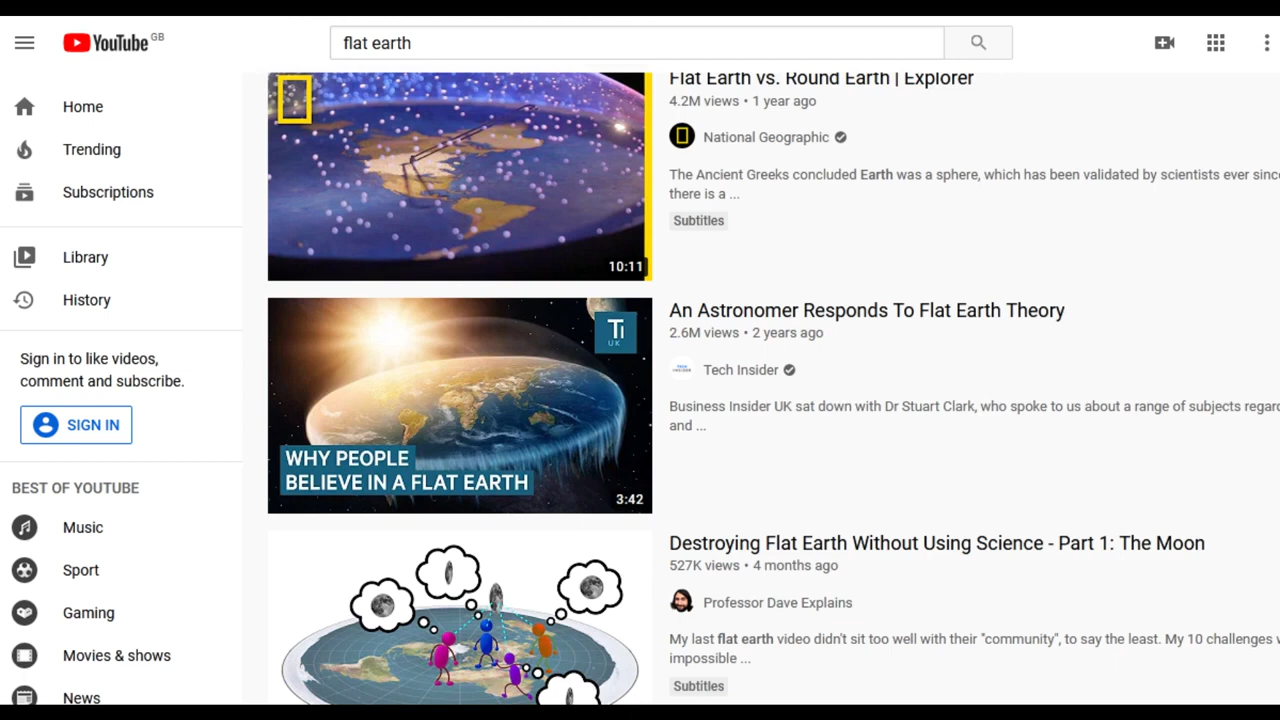 YouTube GB
flat earth
Home
Trending
Subscriptions
Library
History
Sign in to like videos,
comment and subscribe.
SIGN IN
BEST OF YOUTUBE
Music
Sport
Gaming
Movies & shows
News
10:11
Flat Earth vs. Round Earth | Explorer
4.2M views • 1 year ago
National Geographic
The Ancient Greeks concluded Earth was a sphere, which has been validated by scientists ever sinc
there is a ...
Subtitles
Ti
UK
WHY PEOPLE
BELIEVE IN A FLAT EARTH
3:42
An Astronomer Responds To Flat Earth Theory
2.6M views • 2 years ago
TECH
INSIDER
Tech Insider
Business Insider UK sat down with Dr Stuart Clark, who spoke to us about a range of subjects regard
and ...
Destroying Flat Earth Without Using Science - Part 1: The Moon
527K views • 4 months ago
Professor Dave Explains
My last flat earth video didn't sit too well with their "community", to say the least. My 10 challenges
impossible ...
Subtitles